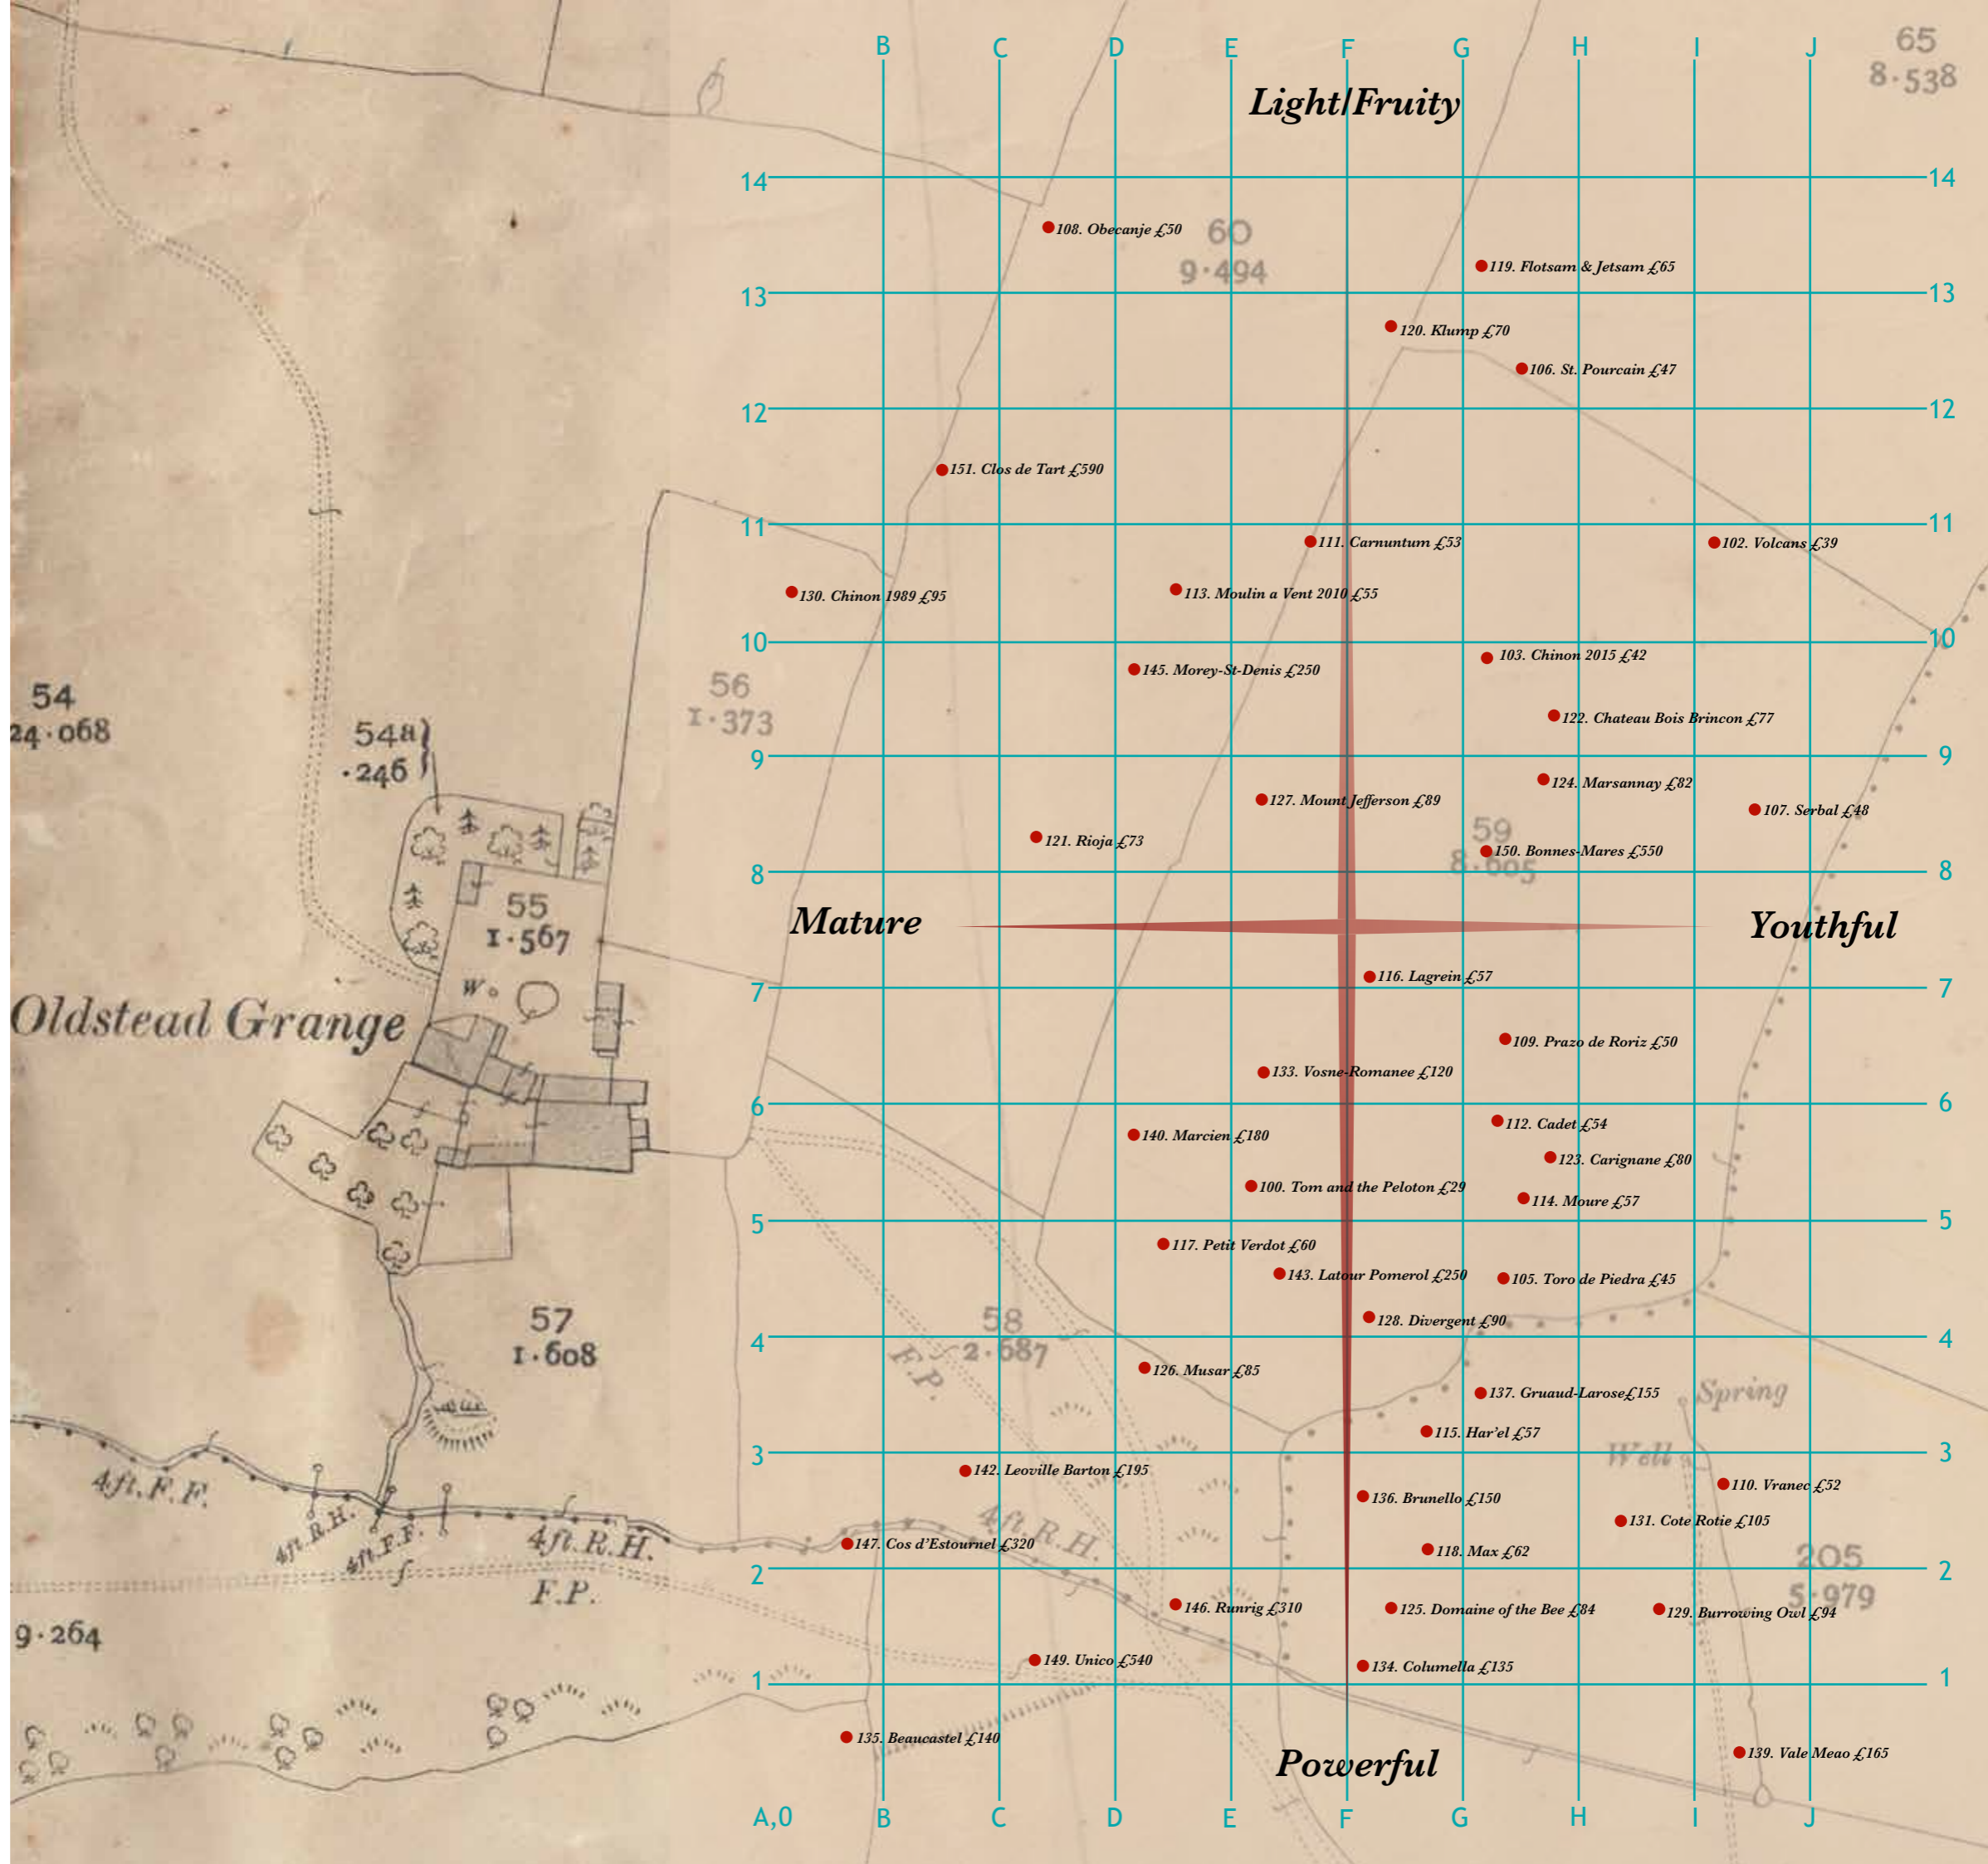 B C D E F G H I J
65
8·538
Light/Fruity
14 14
108. Obecanje £50
60
9·494
119. Flotsam & Jetsam £65
13 13
120. Klump £70
106. St. Pourcain £47
12 12
151. Clos de Tart £590
11 11
111. Carnuntum £53
102. Volcans £39
130. Chinon 1989 £95
113. Moulin a Vent 2010 £55
10 10
103. Chinon 2015 £42
145. Morey-St-Denis £250
56
1·373
54
24·068
122. Chateau Bois Brincon £77
54a
·246
9 9
124. Marsannay £82
127. Mount Jefferson £89
107. Serbal £48
59
8·605
121. Rioja £73
150. Bonnes-Mares £550
8 8
55
1·567
Mature
Youthful
116. Lagrein £57
W
7 7
Oldstead Grange
109. Prazo de Roriz £50
133. Vosne-Romanee £120
6 6
112. Cadet £54
140. Marcien £180
123. Carignane £80
100. Tom and the Peloton £29
114. Moure £57
5 5
117. Petit Verdot £60
143. Latour Pomerol £250
105. Toro de Piedra £45
57
1·608
58
2·687
128. Divergent £90
4 4
F.P.
126. Musar £85
137. Gruaud-Larose£155
Spring
115. Har'el £57
3 3
Well
142. Leoville Barton £195
4ft. F.F.
110. Vranec £52
136. Brunello £150
131. Cote Rotie £105
4ft. R.H.
4ft. F.F.
4ft. R.H.
4ft. R.H.
147. Cos d'Estournel £320
118. Max £62
2 2
205
5·979
F.P.
146. Runrig £310
125. Domaine of the Bee £84
129. Burrowing Owl £94
9·264
149. Unico £540
134. Columella £135
1 1
135. Beaucastel £140
139. Vale Meao £165
Powerful
A,0 B C D E F G H I J